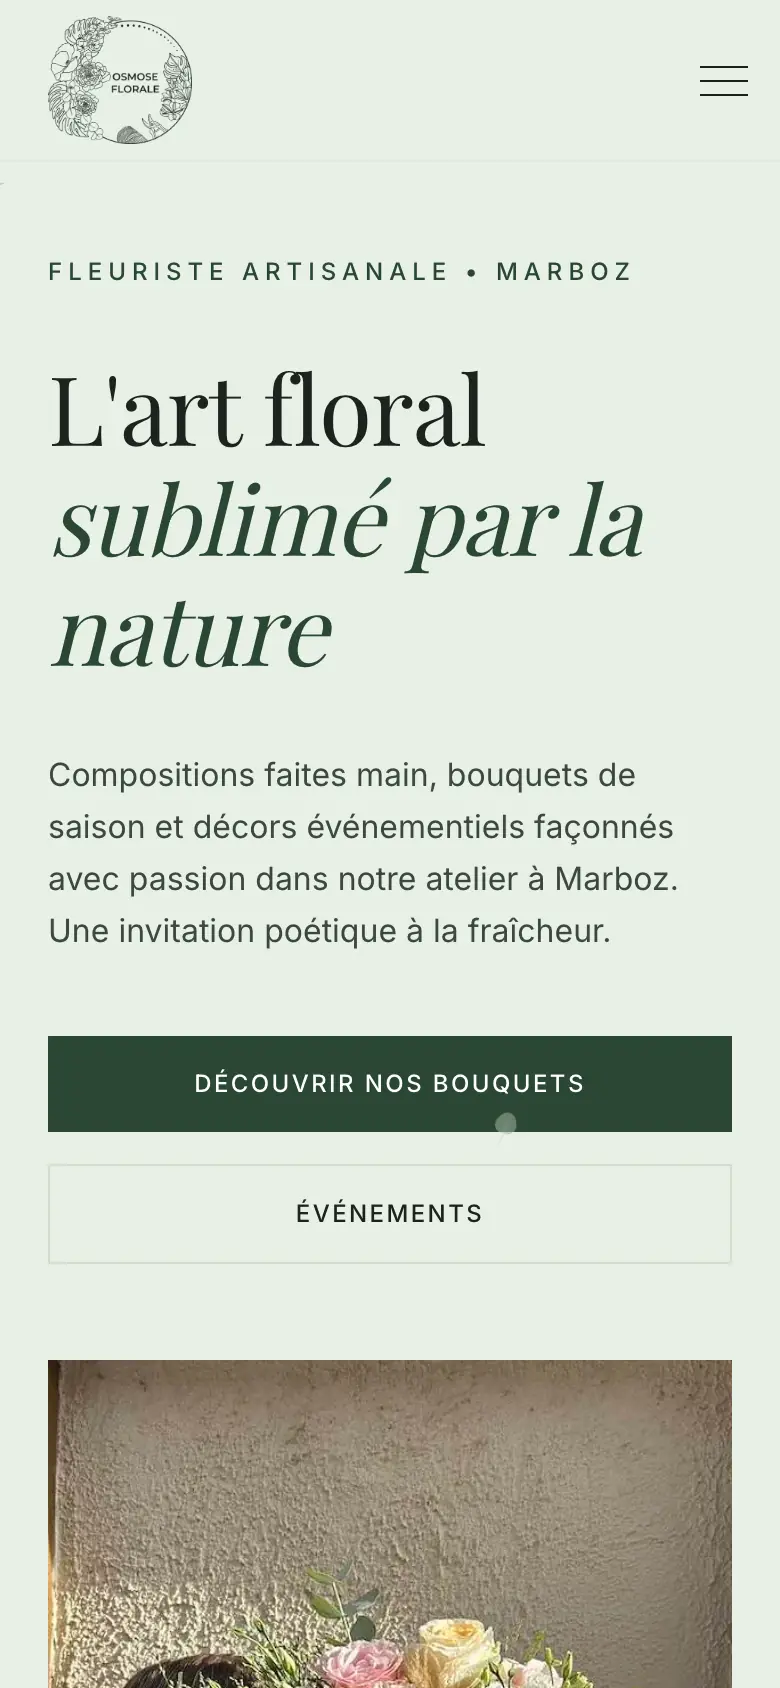 OSMOSE
FLORALE
FLEURISTE ARTISANALE • MARBOZ
L'art floral
sublimé par la
nature
Compositions faites main, bouquets de
saison et décors événementiels façonnés
avec passion dans notre atelier à Marboz.
Une invitation poétique à la fraîcheur.
DÉCOUVRIR NOS BOUQUETS
ÉVÉNEMENTS